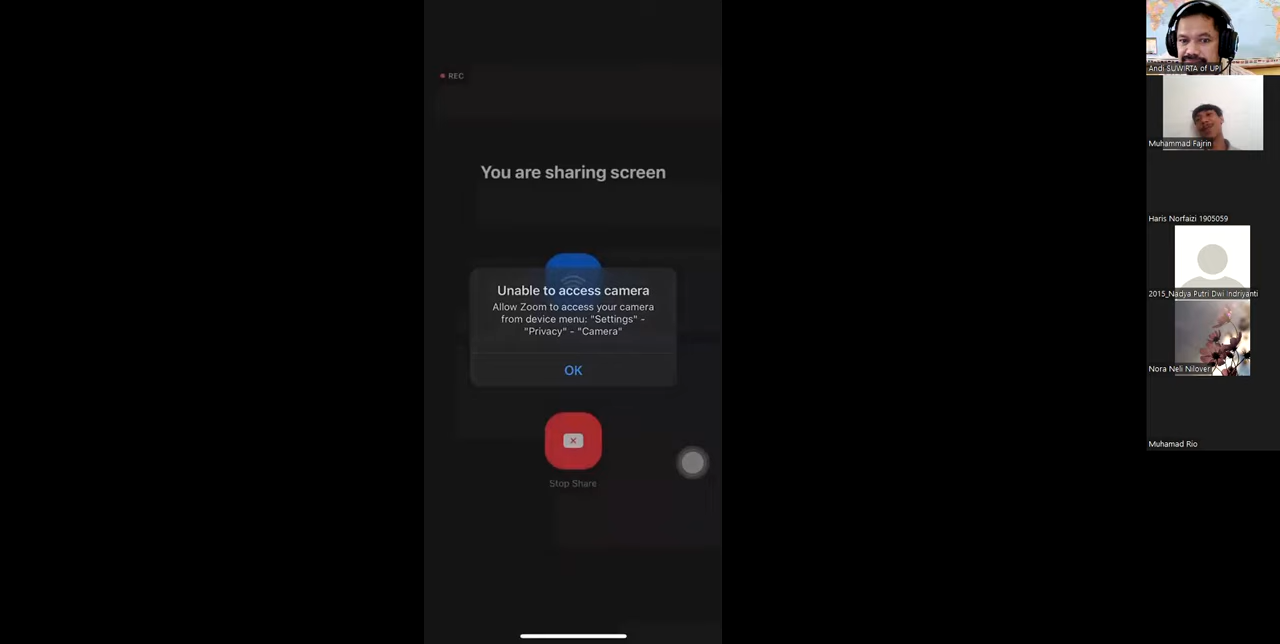 REC
You are sharing screen
Unable to access camera
Allow Zoom to access your camera
from device menu: "Settings" -
"Privacy" - "Camera"
OK
Stop Share
Andi SUWIRTA of UPI
Muhammad Fajrin
Haris Norfaizi 1905059
2015_Nadya Putri Dwi Indriyanti
Nora Neli Nilover
Muhamad Rio